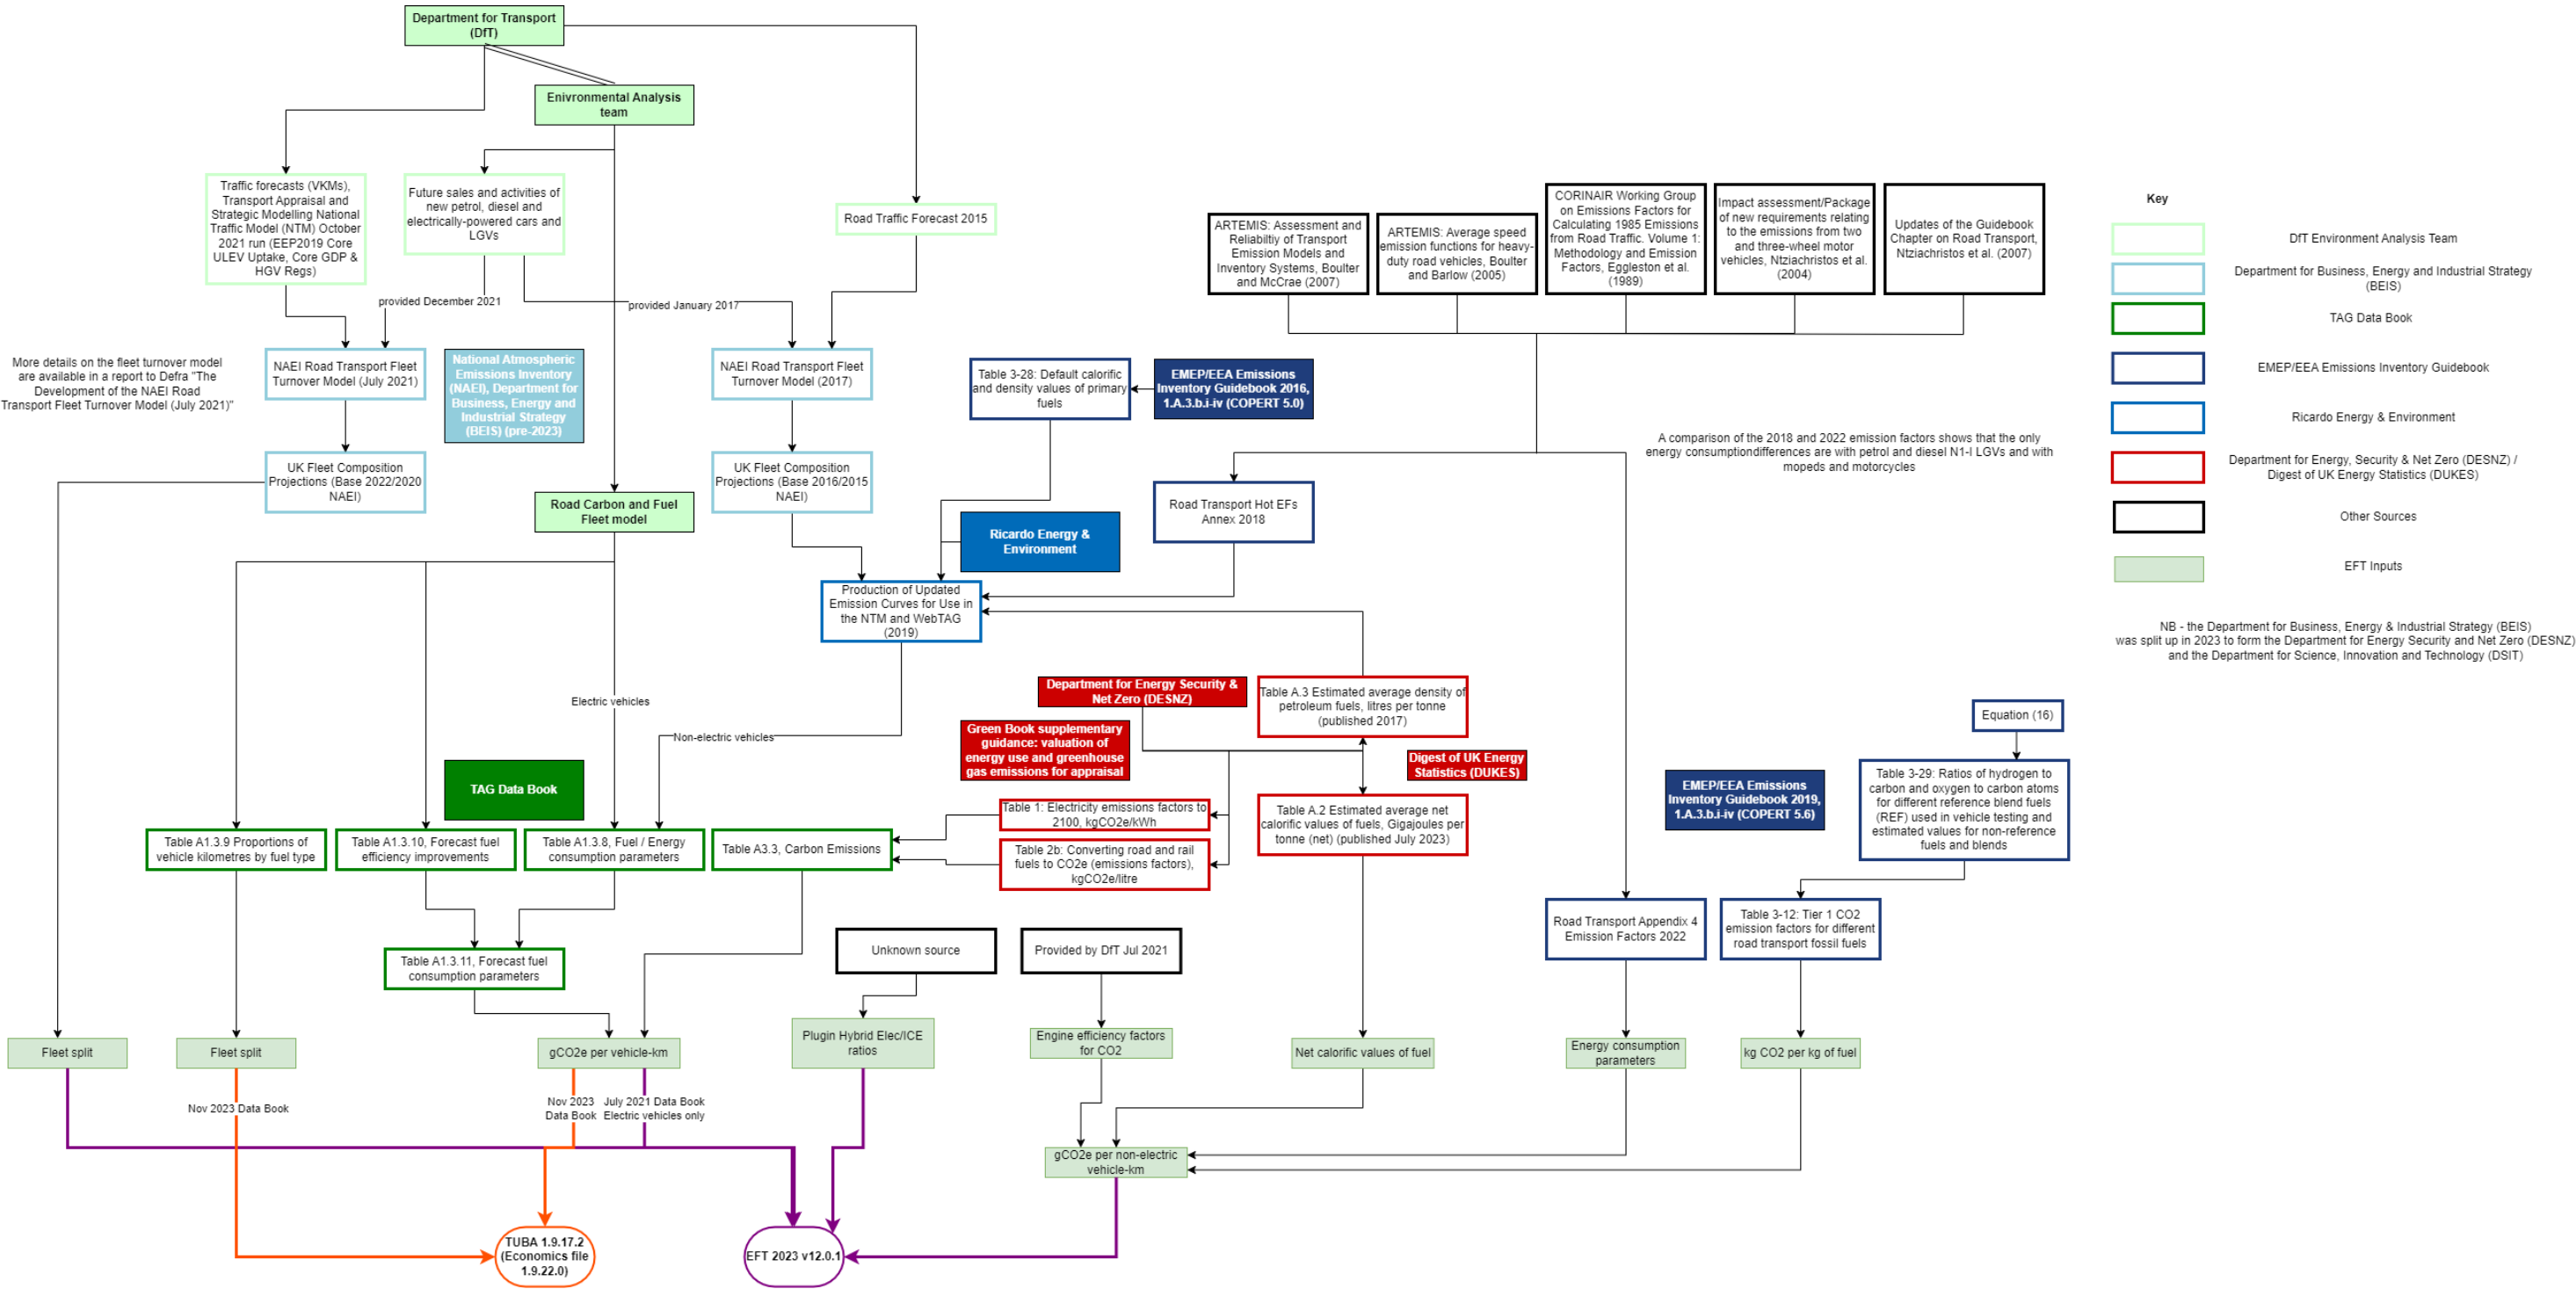 Department for Transport
(DfT)
Enivronmental Analysis
team
Traffic forecasts (VKMs),
Transport Appraisal and
Strategic Modelling National
Traffic Model (NTM) October
2021 run (EEP2019 Core
ULEV Uptake, Core GDP &
HGV Regs)
Future sales and activities of
new petrol, diesel and
electrically-powered cars and
LGVs
Road Traffic Forecast 2015
ARTEMIS: Assessment and
Reliabiltiy of Transport
Emission Models and
Inventory Systems, Boulter
and McCrae (2007)
ARTEMIS: Average speed
emission functions for heavy-
duty road vehicles, Boulter
and Barlow (2005)
CORINAIR Working Group
on Emissions Factors for
Calculating 1985 Emissions
from Road Traffic. Volume 1:
Methodology and Emission
Factors, Eggleston et al.
(1989)
Impact assessment/Package
of new requirements relating
to the emissions from two
and three-wheel motor
vehicles, Ntziachristos et al.
(2004)
Updates of the Guidebook
Chapter on Road Transport,
Ntziachristos et al. (2007)
Key
DfT Environment Analysis Team
Department for Business, Energy and Industrial Strategy
(BEIS)
TAG Data Book
EMEP/EEA Emissions Inventory Guidebook
Ricardo Energy & Environment
Department for Energy, Security & Net Zero (DESNZ) /
Digest of UK Energy Statistics (DUKES)
Other Sources
EFT Inputs
NB - the Department for Business, Energy & Industrial Strategy (BEIS)
was split up in 2023 to form the Department for Energy Security and Net Zero (DESNZ)
and the Department for Science, Innovation and Technology (DSIT)
provided December 2021
provided January 2017
More details on the fleet turnover model
are available in a report to Defra "The
Development of the NAEI Road
Transport Fleet Turnover Model (July 2021)"
NAEI Road Transport Fleet
Turnover Model (July 2021)
National Atmospheric
Emissions Inventory
(NAEI), Department for
Business, Energy and
Industrial Strategy
(BEIS) (pre-2023)
NAEI Road Transport Fleet
Turnover Model (2017)
Table 3-28: Default calorific
and density values of primary
fuels
EMEP/EEA Emissions
Inventory Guidebook 2016,
1.A.3.b.i-iv (COPERT 5.0)
A comparison of the 2018 and 2022 emission factors shows that the only
energy consumptiondifferences are with petrol and diesel N1-I LGVs and with
mopeds and motorcycles
UK Fleet Composition
Projections (Base 2022/2020
NAEI)
Road Carbon and Fuel
Fleet model
UK Fleet Composition
Projections (Base 2016/2015
NAEI)
Ricardo Energy &
Environment
Road Transport Hot EFs
Annex 2018
Production of Updated
Emission Curves for Use in
the NTM and WebTAG
(2019)
Electric vehicles
Non-electric vehicles
Department for Energy Security &
Net Zero (DESNZ)
Table A.3 Estimated average density of
petroleum fuels, litres per tonne
(published 2017)
Green Book supplementary
guidance: valuation of
energy use and greenhouse
gas emissions for appraisal
Digest of UK Energy
Statistics (DUKES)
Equation (16)
TAG Data Book
EMEP/EEA Emissions
Inventory Guidebook 2019,
1.A.3.b.i-iv (COPERT 5.6)
Table 3-29: Ratios of hydrogen to
carbon and oxygen to carbon atoms
for different reference blend fuels
(REF) used in vehicle testing and
estimated values for non-reference
fuels and blends
Table 1: Electricity emissions factors to
2100, kgCO2e/kWh
Table A.2 Estimated average net
calorific values of fuels, Gigajoules per
tonne (net) (published July 2023)
Table A1.3.9 Proportions of
vehicle kilometres by fuel type
Table A1.3.10, Forecast fuel
efficiency improvements
Table A1.3.8, Fuel / Energy
consumption parameters
Table A3.3, Carbon Emissions
Table 2b: Converting road and rail
fuels to CO2e (emissions factors),
kgCO2e/litre
Table A1.3.11, Forecast fuel
consumption parameters
Unknown source
Provided by DfT Jul 2021
Road Transport Appendix 4
Emission Factors 2022
Table 3-12: Tier 1 CO2
emission factors for different
road transport fossil fuels
Fleet split
Fleet split
gCO2e per vehicle-km
Plugin Hybrid Elec/ICE
ratios
Engine efficiency factors
for CO2
Net calorific values of fuel
Energy consumption
parameters
kg CO2 per kg of fuel
Nov 2023 Data Book
Nov 2023
Data Book
July 2021 Data Book
Electric vehicles only
gCO2e per non-electric
vehicle-km
TUBA 1.9.17.2
(Economics file
1.9.22.0)
EFT 2023 v12.0.1